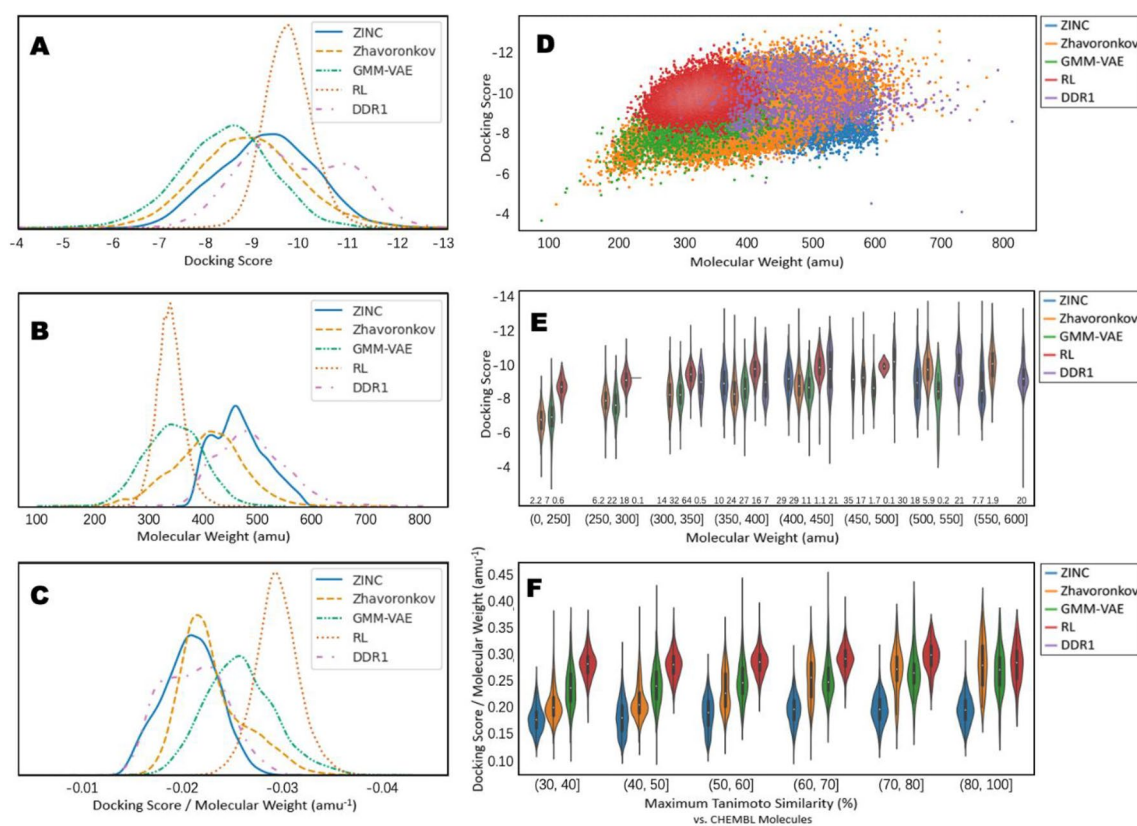 A
ZINC
Zhavoronkov
GMM-VAE
RL
DDR1
-4 -5 -6 -7 -8 -9 -10 -11 -12 -13
Docking Score
B
ZINC
Zhavoronkov
GMM-VAE
RL
DDR1
100 200 300 400 500 600 700 800
Molecular Weight (amu)
C
ZINC
Zhavoronkov
GMM-VAE
RL
DDR1
-0.01 -0.02 -0.03 -0.04
Docking Score / Molecular Weight (amu⁻¹)
D
Docking Score
-12
-10
-8
-6
-4
100 200 300 400 500 600 700 800
Molecular Weight (amu)
ZINC
Zhavoronkov
GMM-VAE
RL
DDR1
E
Docking Score
-14
-12
-10
-8
-6
-4
2.2 7 0.6 6.2 22 18 0.1 14 32 64 0.5 10 24 27 16 7 29 29 11 1.1 21 35 17 1.7 0.1 30 18 5.9 0.2 21 7.7 1.9 20
(0, 250] (250, 300] (300, 350] (350, 400] (400, 450] (450, 500] (500, 550] (550, 600]
Molecular Weight (amu)
ZINC
Zhavoronkov
GMM-VAE
RL
DDR1
F
Docking Score / Molecular Weight (amu⁻¹)
0.45
0.40
0.35
0.30
0.25
0.20
0.15
0.10
(30, 40] (40, 50] (50, 60] (60, 70] (70, 80] (80, 100]
Maximum Tanimoto Similarity (%)
vs. CHEMBL Molecules
ZINC
Zhavoronkov
GMM-VAE
RL
DDR1